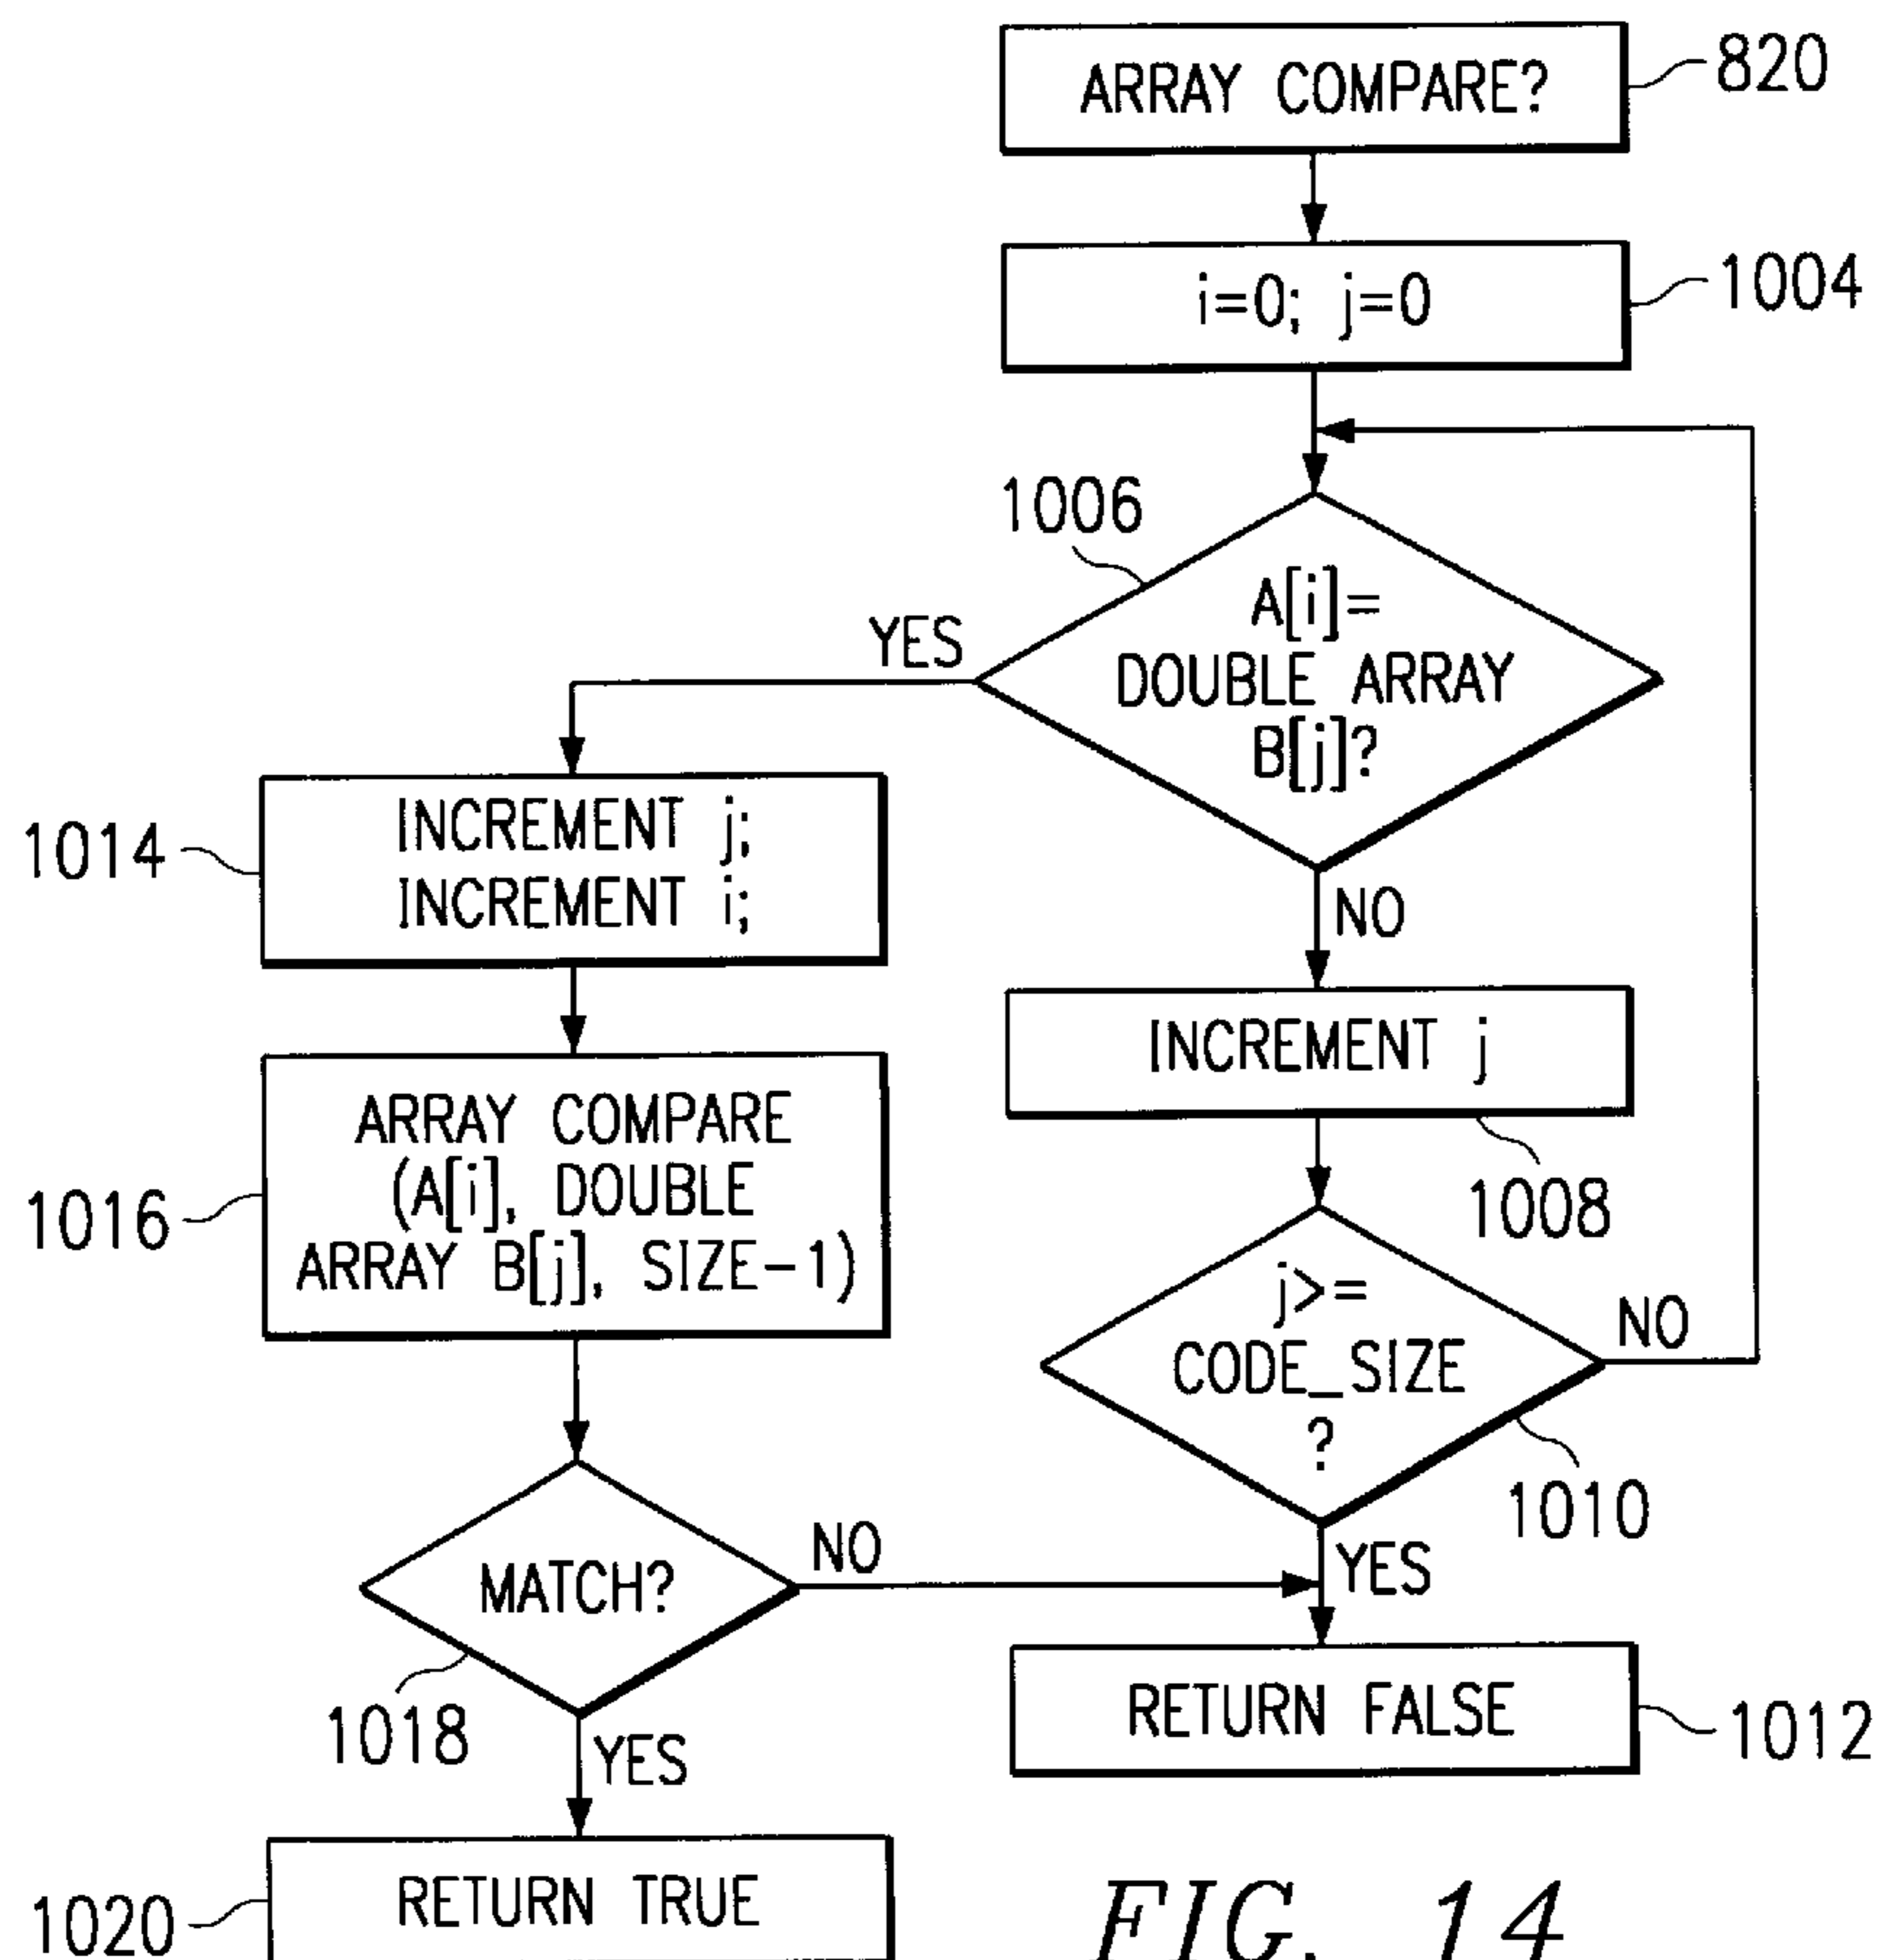 ARRAY COMPARE?
820
i=0; j=0
1004
1006
A[i]=
DOUBLE ARRAY
B[j]?
YES
NO
1014
INCREMENT j;
INCREMENT i;
INCREMENT j
1008
1016
ARRAY COMPARE
(A[i], DOUBLE
ARRAY B[j], SIZE-1)
j>=
CODE_SIZE
?
NO
1010
YES
MATCH?
NO
1018
YES
RETURN FALSE
1012
1020
RETURN TRUE
FIG. 14